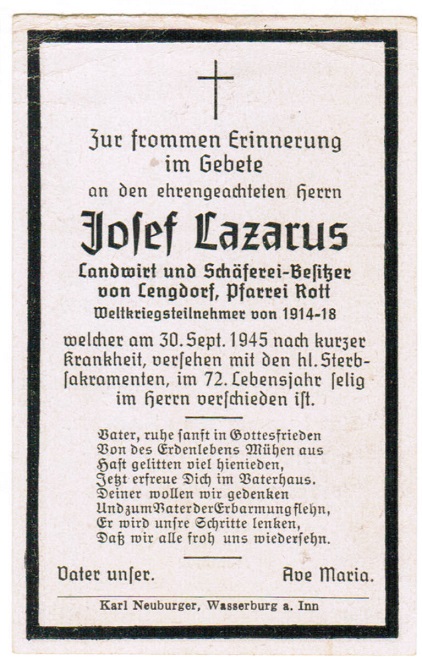 Zur frommen Erinnerung
im Gebete
an den ehrengeachteten Herrn
Josef Lazarus
Landwirt und Schäferei-Besitzer
von Lengdorf, Pfarrei Rott
Weltkriegsteilnehmer von 1914-18
welcher am 30. Sept. 1945 nach kurzer
Krankheit, versehen mit den hl. Sterb-
sakramenten, im 72. Lebensjahr selig
im Herrn verschieden ist.
Vater, ruhe sanft in Gottesfrieden
Von des Erdenlebens Mühen aus
Hast gelitten viel hienieden,
Jetzt erfreue Dich im Vaterhaus.
Deiner wollen wir gedenken
Und zum Vater der Erbarmung flehn,
Er wird unsre Schritte lenken,
Daß wir alle froh uns wiedersehn.
Vater unser. Ave Maria.
Karl Neuburger, Wasserburg a. Inn